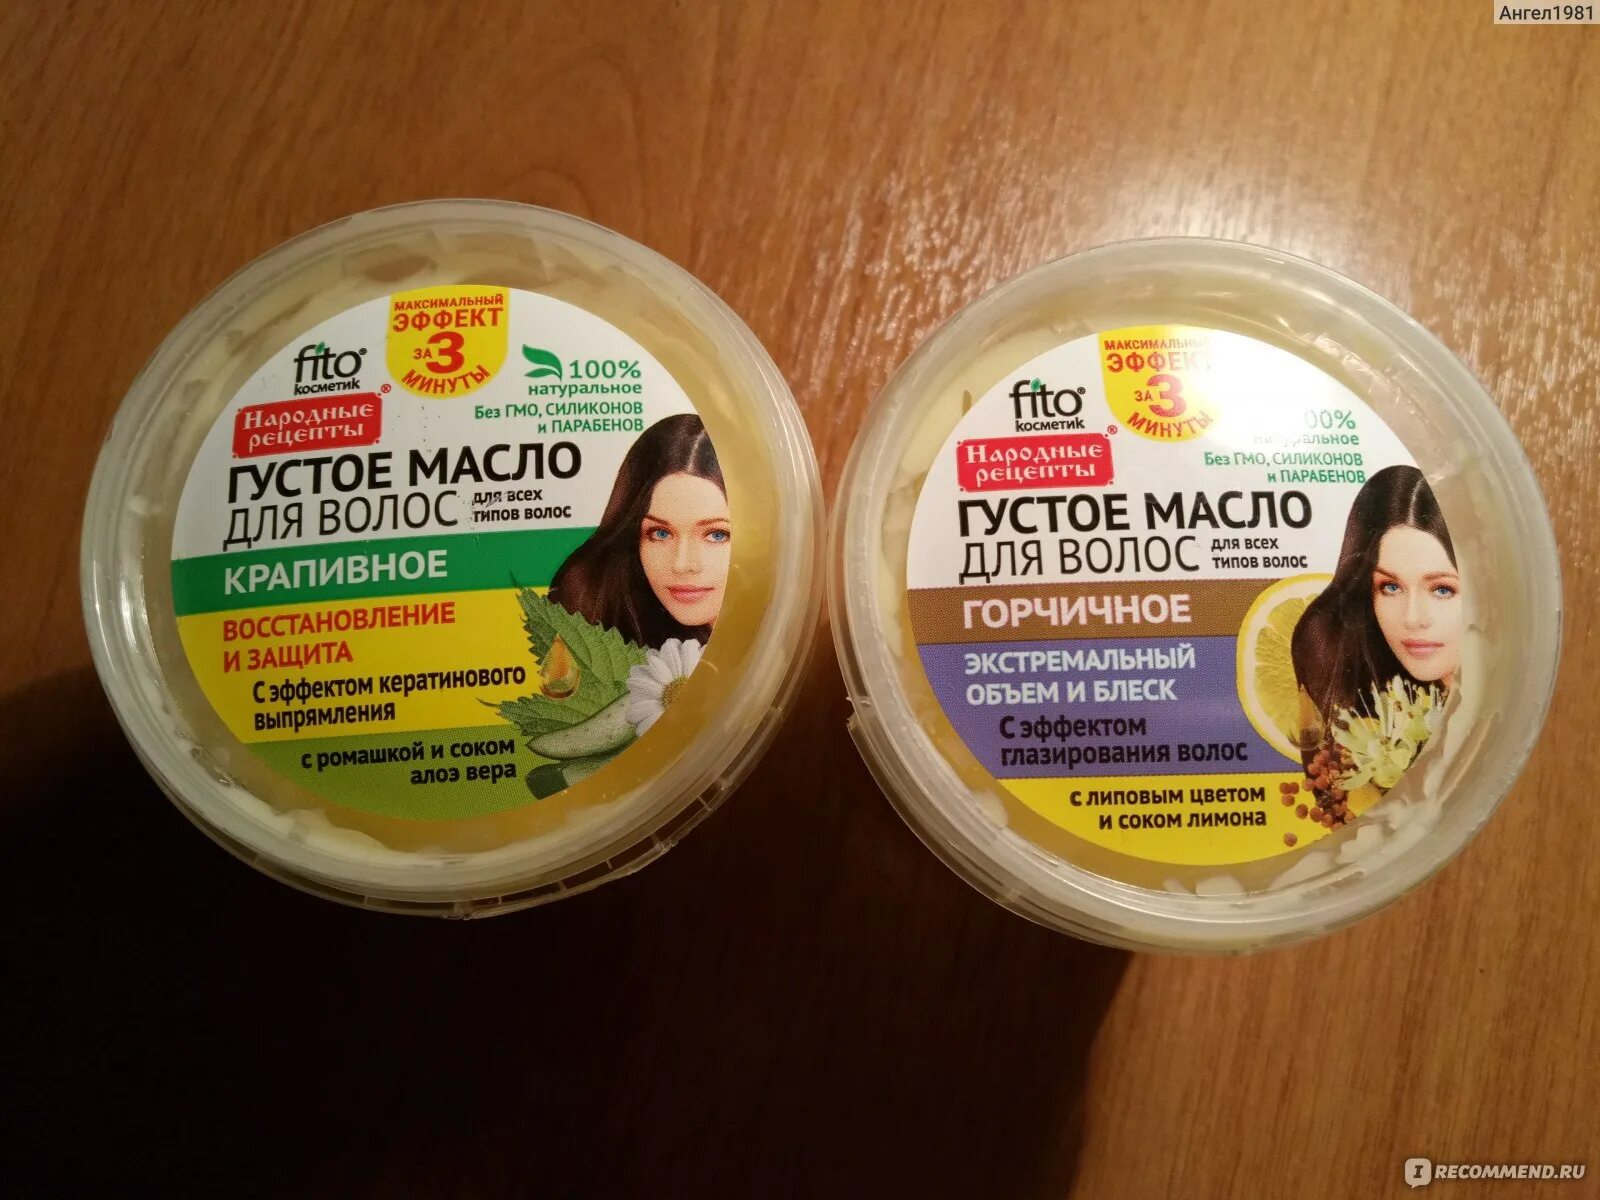 Ангел1981
МАКСИМАЛЬНЫЙ
ЭФФЕКТ
ЗА 3
МИНУТЫ
fito®
косметик
100%
натуральное
Без ГМО, СИЛИКОНОВ
и ПАРАБЕНОВ
Народные®
рецепты
ГУСТОЕ МАСЛО
ДЛЯ ВОЛОС для всех
типов волос
КРАПИВНОЕ
ВОССТАНОВЛЕНИЕ
И ЗАЩИТА
С эффектом кератинового
выпрямления
с ромашкой и соком
алоэ вера
МАКСИМАЛЬНЫЙ
ЭФФЕКТ
ЗА 3
МИНУТЫ
fito®
косметик
00%
натуральное
Без ГМО, СИЛИКОНОВ
и ПАРАБЕНОВ
Народные®
рецепты
ГУСТОЕ МАСЛО
ДЛЯ ВОЛОС для всех
типов волос
ГОРЧИЧНОЕ
ЭКСТРЕМАЛЬНЫЙ
ОБЪЕМ И БЛЕСК
С эффектом
глазирования волос
с липовым цветом
и соком лимона
IRECOMMEND.RU